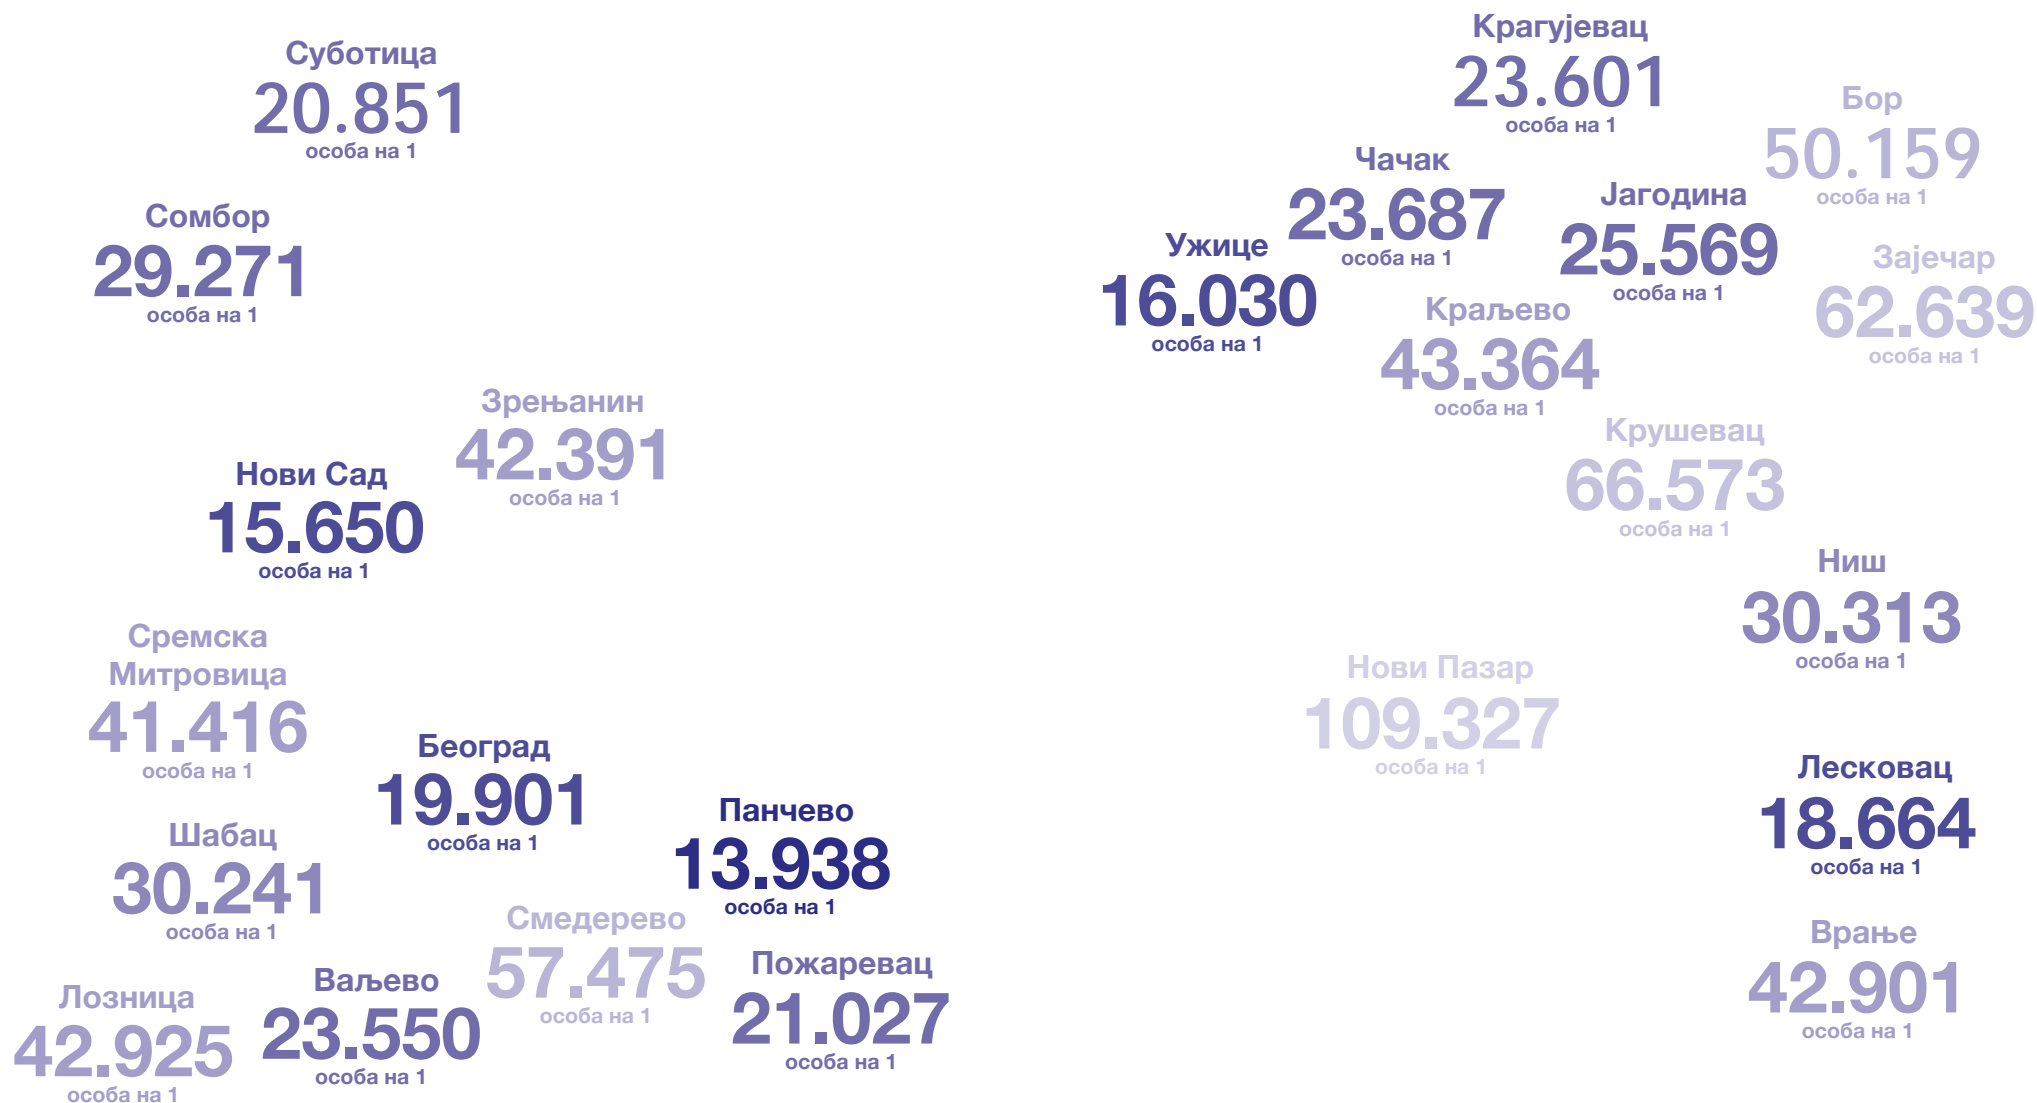 Суботица
20.851
особа на 1
Сомбор
29.271
особа на 1
Зрењанин
42.391
особа на 1
Нови Сад
15.650
особа на 1
Сремска
Митровица
41.416
особа на 1
Београд
19.901
особа на 1
Панчево
13.938
особа на 1
Шабац
30.241
особа на 1
Смедерево
57.475
особа на 1
Пожаревац
21.027
особа на 1
Ваљево
23.550
особа на 1
Лозница
42.925
особа на 1
Крагујевац
23.601
особа на 1
Бор
50.159
особа на 1
Чачак
23.687
особа на 1
Јагодина
25.569
особа на 1
Ужице
16.030
особа на 1
Зајечар
62.639
особа на 1
Краљево
43.364
особа на 1
Крушевац
66.573
особа на 1
Ниш
30.313
особа на 1
Нови Пазар
109.327
особа на 1
Лесковац
18.664
особа на 1
Врање
42.901
особа на 1